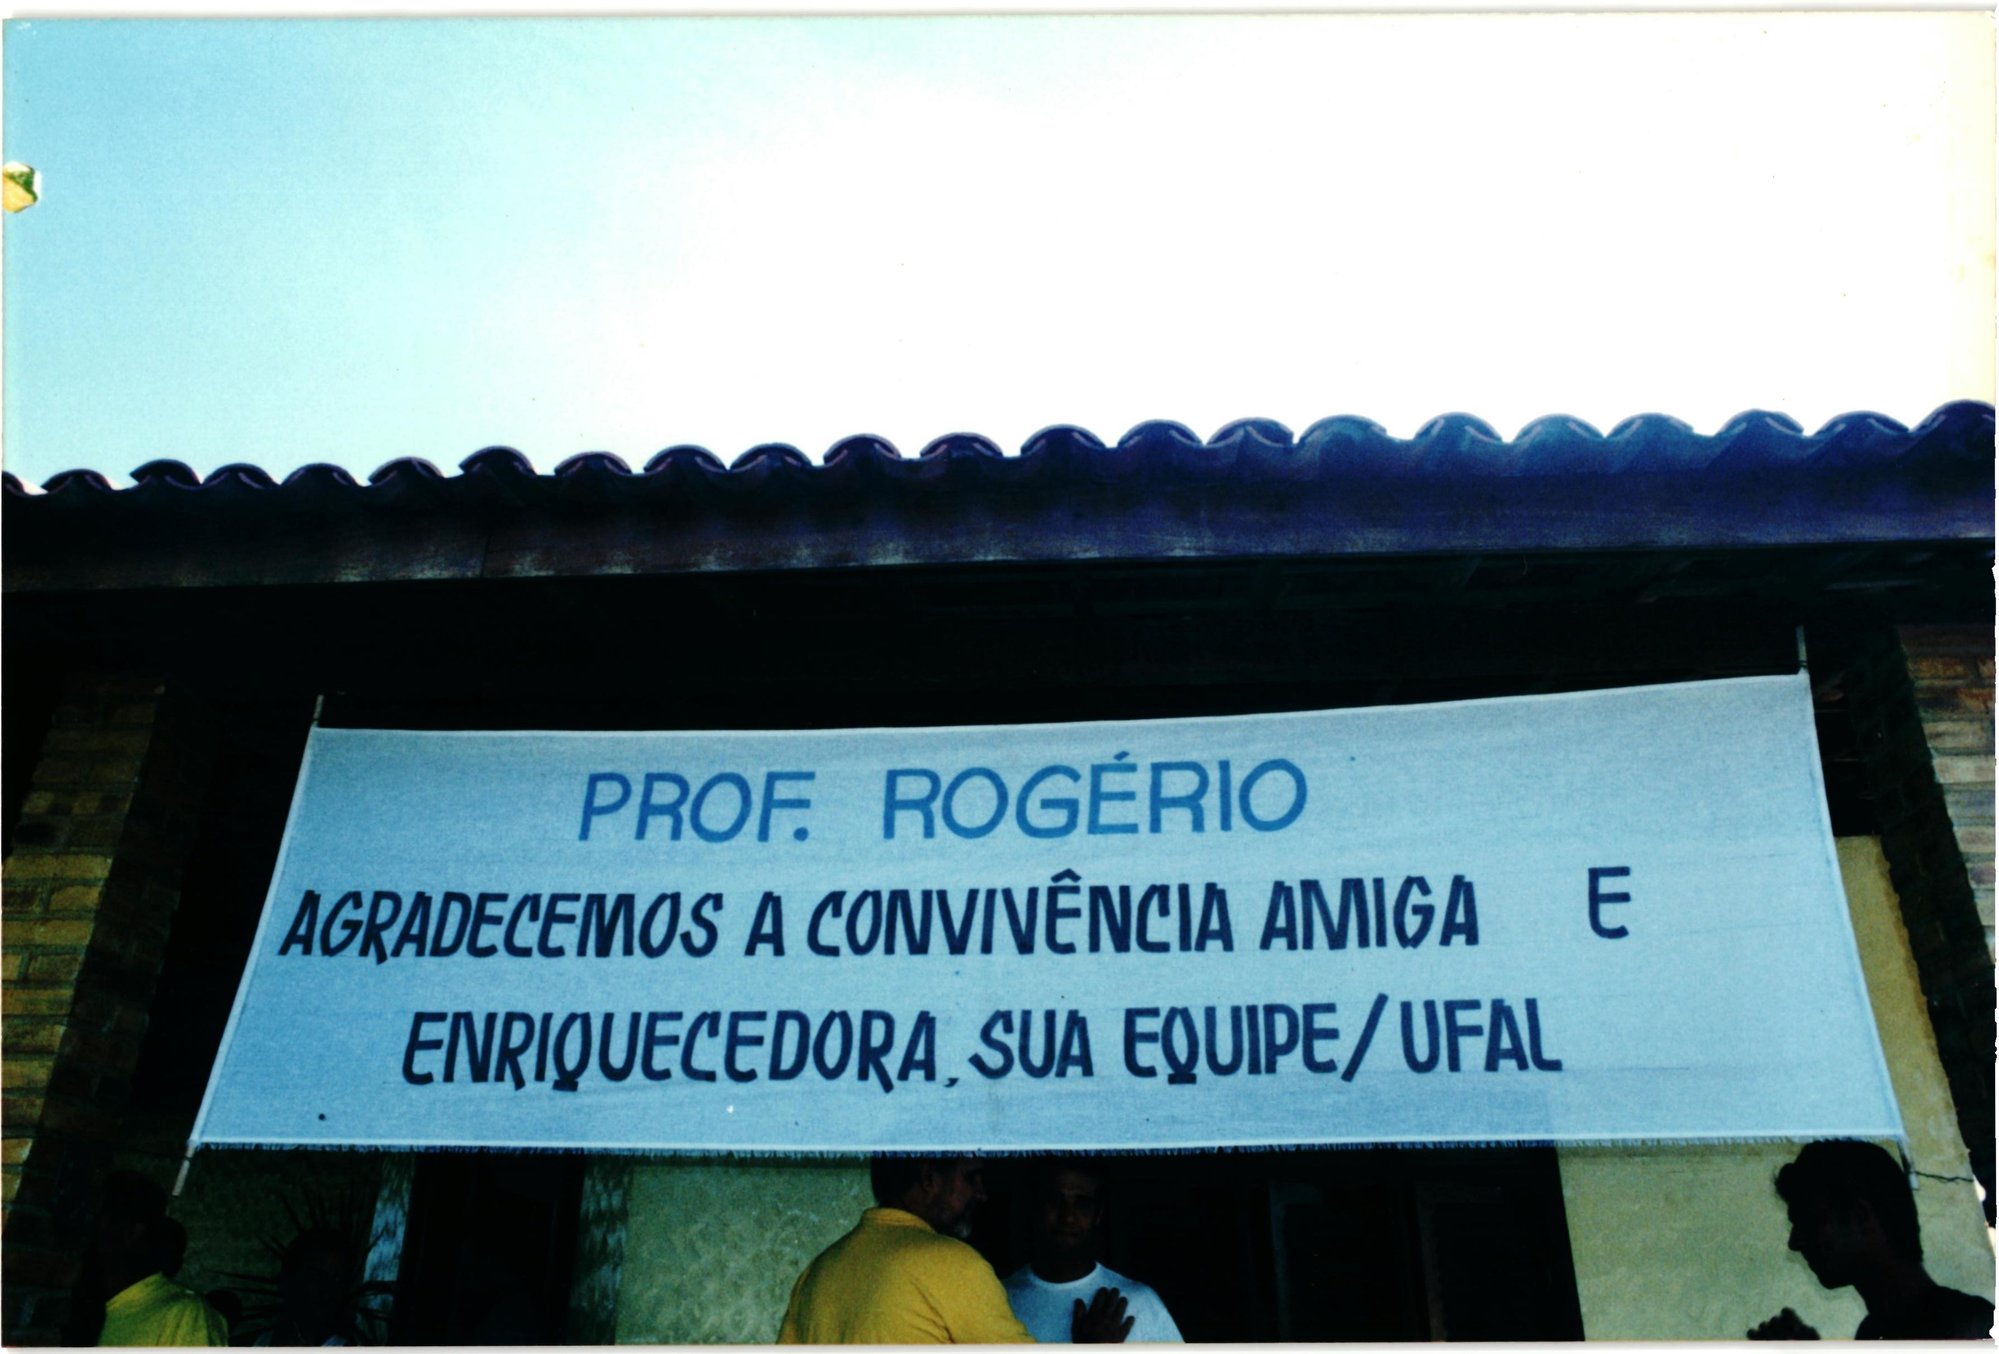 PROF. ROGÉRIO
AGRADECEMOS A CONVIVÊNCIA AMIGA E
ENRIQUECEDORA, SUA EQUIPE/UFAL